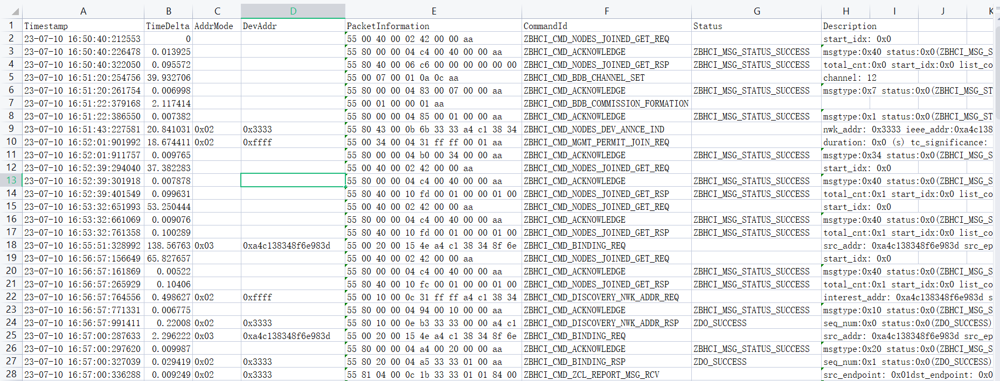 A B C D E F G H I J K
1 Timestamp TimeDelta AddrMode DevAddr PacketInformation CommandId Status Description
2 23-07-10 16:50:40:212553 0 55 00 40 00 02 42 00 00 aa ZBHCI_CMD_NODES_JOINED_GET_REQ start_idx: 0x0
3 23-07-10 16:50:40:226478 0.013925 55 80 00 00 04 c4 00 40 00 00 aa ZBHCI_CMD_ACKNOWLEDGE ZBHCI_MSG_STATUS_SUCCESS msgtype:0x40 status:0x0(ZBHCI_MSG_S
4 23-07-10 16:50:40:322050 0.095572 55 80 40 00 06 c6 00 00 00 00 00 00 ZBHCI_CMD_NODES_JOINED_GET_RSP ZBHCI_MSG_STATUS_SUCCESS total_cnt:0x0 start_idx:0x0 list_co
5 23-07-10 16:51:20:254756 39.932706 55 00 07 00 01 0a 0c aa ZBHCI_CMD_BDB_CHANNEL_SET channel: 12
6 23-07-10 16:51:20:261754 0.006998 55 80 00 00 04 83 00 07 00 00 aa ZBHCI_CMD_ACKNOWLEDGE ZBHCI_MSG_STATUS_SUCCESS msgtype:0x7 status:0x0(ZBHCI_MSG_ST
7 23-07-10 16:51:22:379168 2.117414 55 00 01 00 00 01 aa ZBHCI_CMD_BDB_COMMISSION_FORMATION
8 23-07-10 16:51:22:386550 0.007382 55 80 00 00 04 85 00 01 00 00 aa ZBHCI_CMD_ACKNOWLEDGE ZBHCI_MSG_STATUS_SUCCESS msgtype:0x1 status:0x0(ZBHCI_MSG_ST
9 23-07-10 16:51:43:227581 20.841031 0x02 0x3333 55 80 43 00 0b 6b 33 33 a4 c1 38 34 ZBHCI_CMD_NODES_DEV_ANNCE_IND nwk_addr: 0x3333 ieee_addr:0xa4c138
10 23-07-10 16:52:01:901992 18.674411 0x02 0xffff 55 00 34 00 04 31 ff ff 00 01 aa ZBHCI_CMD_MGMT_PERMIT_JOIN_REQ duration: 0x0 (s) tc_significance:
11 23-07-10 16:52:01:911757 0.009765 55 80 00 00 04 b0 00 34 00 00 aa ZBHCI_CMD_ACKNOWLEDGE ZBHCI_MSG_STATUS_SUCCESS msgtype:0x34 status:0x0(ZBHCI_MSG_S
12 23-07-10 16:52:39:294040 37.382283 55 00 40 00 02 42 00 00 aa ZBHCI_CMD_NODES_JOINED_GET_REQ start_idx: 0x0
13 23-07-10 16:52:39:301918 0.007878 55 80 00 00 04 c4 00 40 00 00 aa ZBHCI_CMD_ACKNOWLEDGE ZBHCI_MSG_STATUS_SUCCESS msgtype:0x40 status:0x0(ZBHCI_MSG_S
14 23-07-10 16:52:39:401549 0.099631 55 80 40 00 10 fd 00 01 00 00 01 00 ZBHCI_CMD_NODES_JOINED_GET_RSP ZBHCI_MSG_STATUS_SUCCESS total_cnt:0x1 start_idx:0x0 list_co
15 23-07-10 16:53:32:651993 53.250444 55 00 40 00 02 42 00 00 aa ZBHCI_CMD_NODES_JOINED_GET_REQ start_idx: 0x0
16 23-07-10 16:53:32:661069 0.009076 55 80 00 00 04 c4 00 40 00 00 aa ZBHCI_CMD_ACKNOWLEDGE ZBHCI_MSG_STATUS_SUCCESS msgtype:0x40 status:0x0(ZBHCI_MSG_S
17 23-07-10 16:53:32:761358 0.100289 55 80 40 00 10 fd 00 01 00 00 01 00 ZBHCI_CMD_NODES_JOINED_GET_RSP ZBHCI_MSG_STATUS_SUCCESS total_cnt:0x1 start_idx:0x0 list_co
18 23-07-10 16:55:51:328992 138.56763 0x03 0xa4c138348f6e983d 55 00 20 00 15 4e a4 c1 38 34 8f 6e ZBHCI_CMD_BINDING_REQ src_addr: 0xa4c138348f6e983d src_ep
19 23-07-10 16:56:57:156649 65.827657 55 00 40 00 02 42 00 00 aa ZBHCI_CMD_NODES_JOINED_GET_REQ start_idx: 0x0
20 23-07-10 16:56:57:161869 0.00522 55 80 00 00 04 c4 00 40 00 00 aa ZBHCI_CMD_ACKNOWLEDGE ZBHCI_MSG_STATUS_SUCCESS msgtype:0x40 status:0x0(ZBHCI_MSG_S
21 23-07-10 16:56:57:265929 0.10406 55 80 40 00 10 fc 00 01 00 00 01 00 ZBHCI_CMD_NODES_JOINED_GET_RSP ZBHCI_MSG_STATUS_SUCCESS total_cnt:0x1 start_idx:0x0 list_co
22 23-07-10 16:56:57:764556 0.498627 0x02 0xffff 55 00 10 00 0c 31 ff ff a4 c1 38 34 ZBHCI_CMD_DISCOVERY_NWK_ADDR_REQ interest_addr: 0xa4c138348f6e983d s
23 23-07-10 16:56:57:771331 0.006775 55 80 00 00 04 94 00 10 00 00 aa ZBHCI_CMD_ACKNOWLEDGE ZBHCI_MSG_STATUS_SUCCESS msgtype:0x10 status:0x0(ZBHCI_MSG_S
24 23-07-10 16:56:57:991411 0.22008 0x02 0x3333 55 80 10 00 0e b3 33 33 00 00 a4 c1 ZBHCI_CMD_DISCOVERY_NWK_ADDR_RSP ZDO_SUCCESS seq_num:0x0 status:0x0(ZDO_SUCCESS)
25 23-07-10 16:57:00:287633 2.296222 0x03 0xa4c138348f6e983d 55 00 20 00 15 4e a4 c1 38 34 8f 6e ZBHCI_CMD_BINDING_REQ src_addr: 0xa4c138348f6e983d src_ep
26 23-07-10 16:57:00:297620 0.009987 55 80 00 00 04 a4 00 20 00 00 aa ZBHCI_CMD_ACKNOWLEDGE ZBHCI_MSG_STATUS_SUCCESS msgtype:0x20 status:0x0(ZBHCI_MSG_S
27 23-07-10 16:57:00:327039 0.029419 0x02 0x3333 55 80 20 00 04 a5 33 33 01 00 aa ZBHCI_CMD_BINDING_RSP ZDO_SUCCESS seq_num:0x1 status:0x0(ZDO_SUCCESS)
28 23-07-10 16:57:00:336288 0.009249 0x02 0x3333 55 81 04 00 0c 1b 33 33 01 01 84 00 ZBHCI_CMD_ZCL_REPORT_MSG_RCV src_endpoint: 0x01dst_endpoint: 0x0